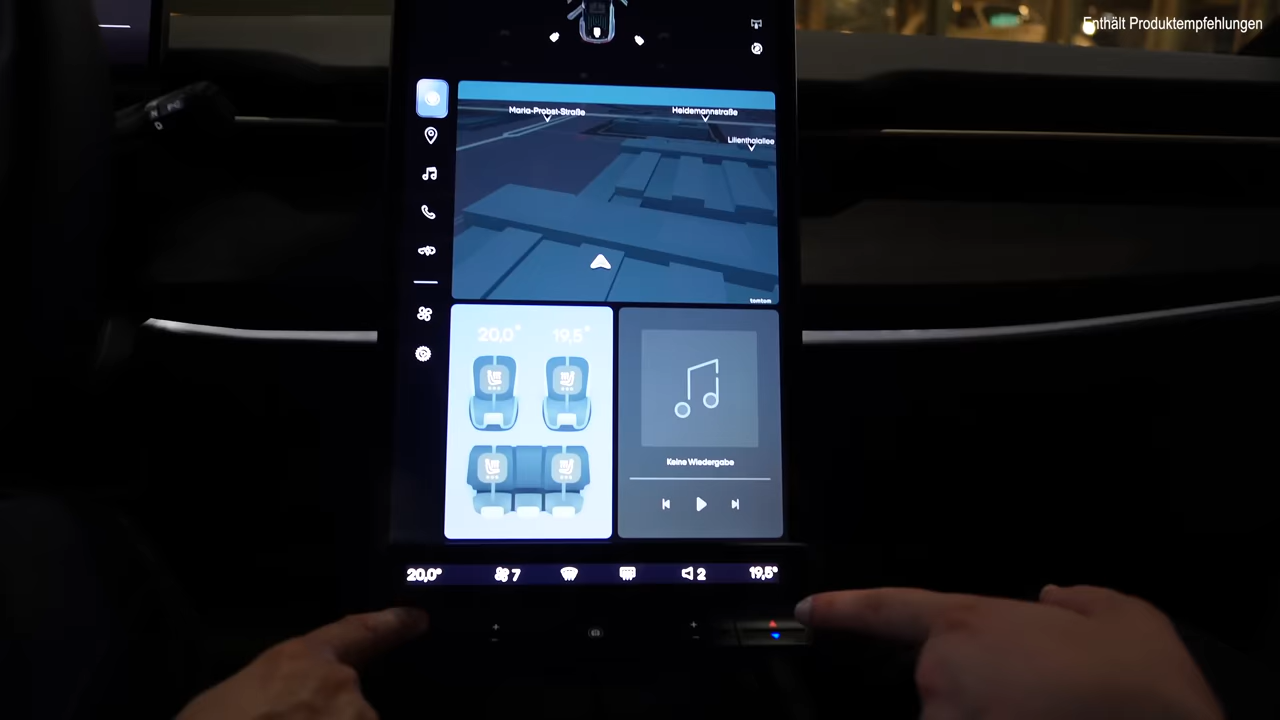 Enthält Produktempfehlungen
Maria-Probst-Straße
Heidemannstraße
Lilienthalallee
tomtom
20,0°
19,5°
Keine Wiedergabe
20,0°
7
2
19,5°
+
-
+
-